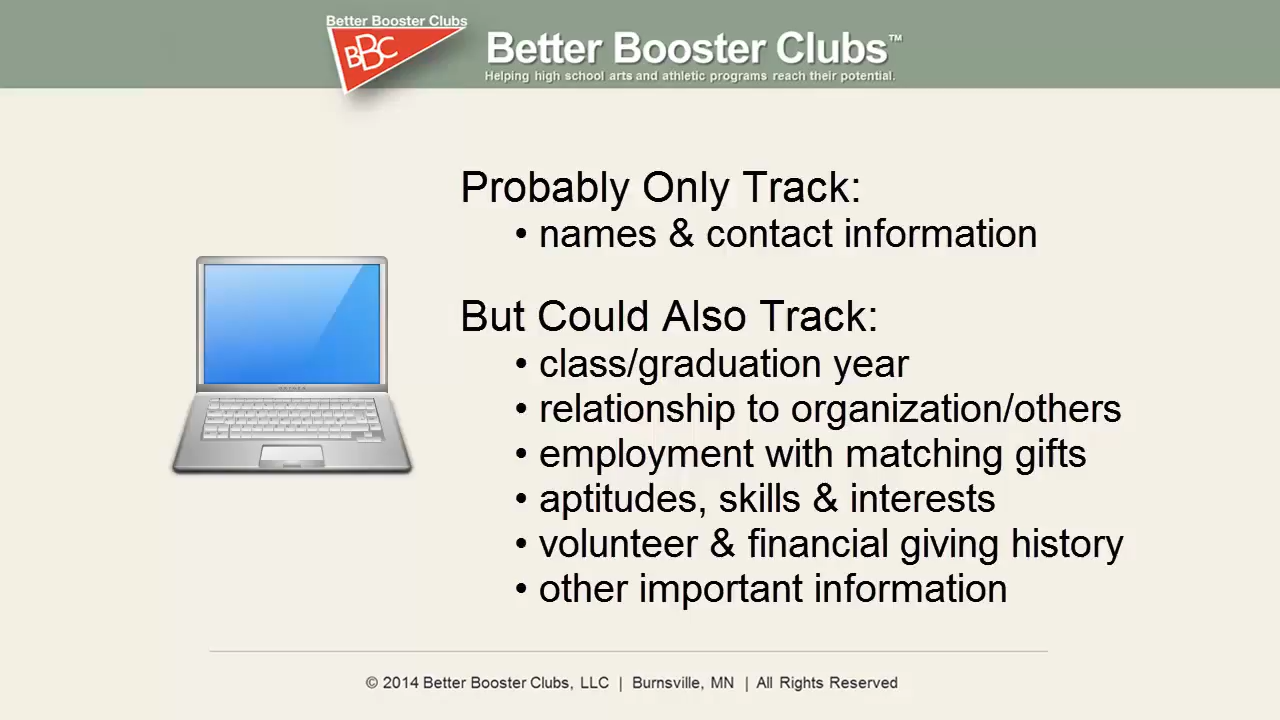 Better Booster Clubs
BBC
Better Booster Clubs™
Helping high school arts and athletic programs reach their potential.
Probably Only Track:
• names & contact information
But Could Also Track:
• class/graduation year
• relationship to organization/others
• employment with matching gifts
• aptitudes, skills & interests
• volunteer & financial giving history
• other important information
© 2014 Better Booster Clubs, LLC | Burnsville, MN | All Rights Reserved